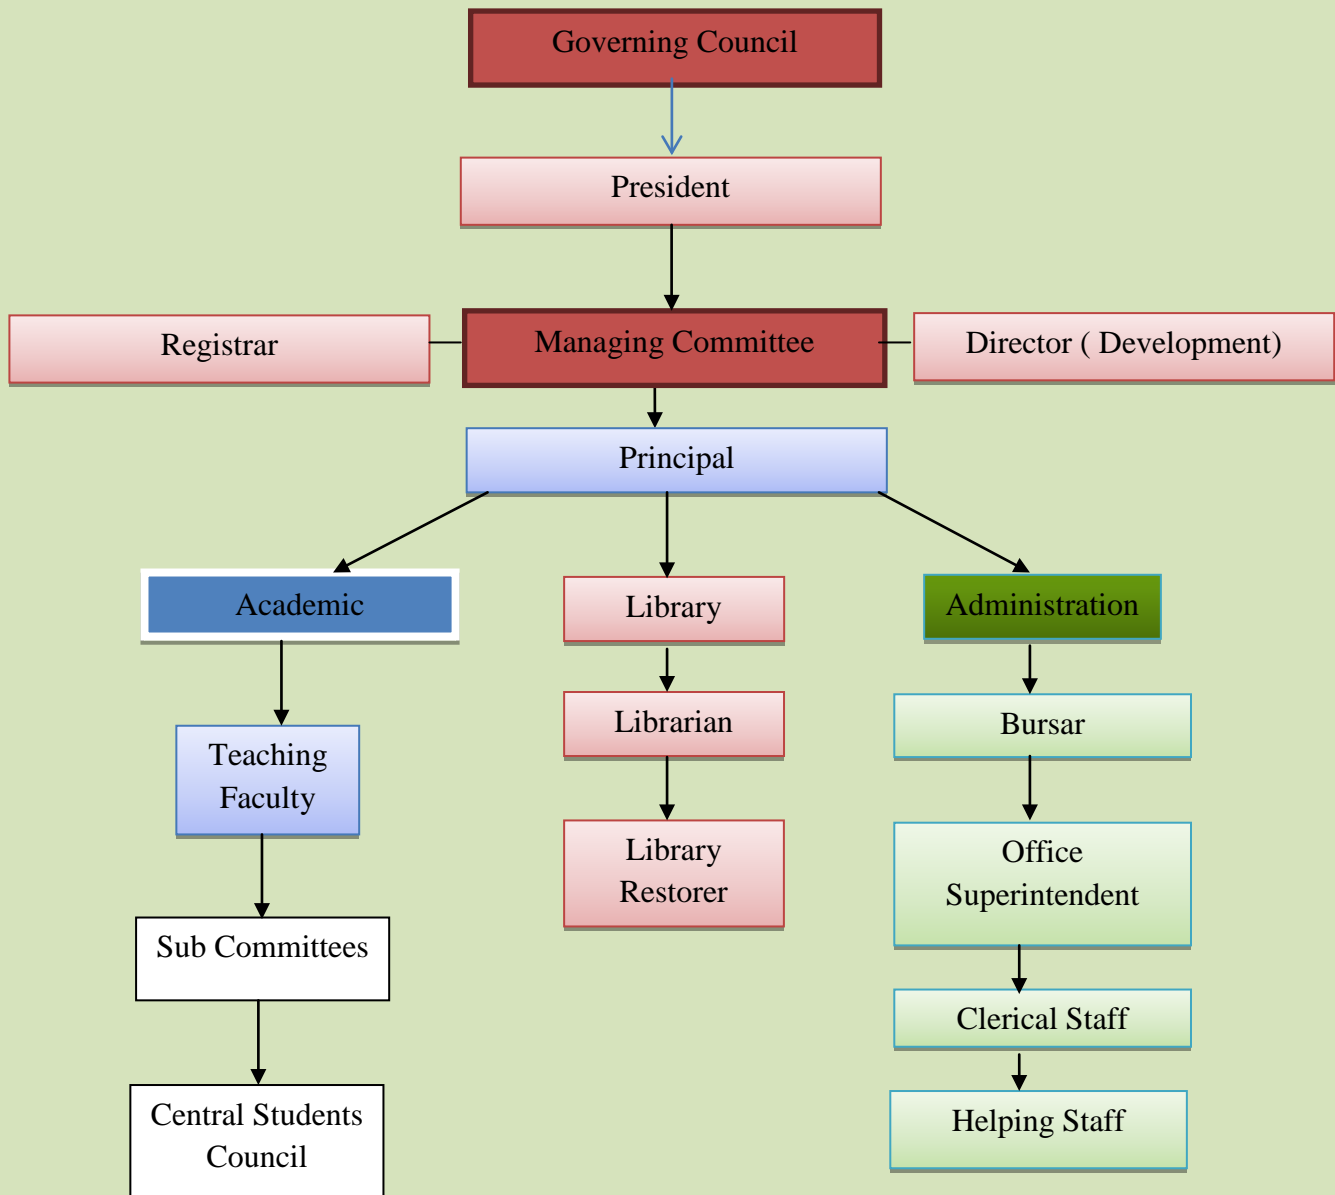 Governing Council
President
Registrar
Managing Committee
Director ( Development)
Principal
Academic
Library
Administration
Teaching
Faculty
Librarian
Bursar
Library
Restorer
Office
Superintendent
Sub Committees
Clerical Staff
Central Students
Council
Helping Staff